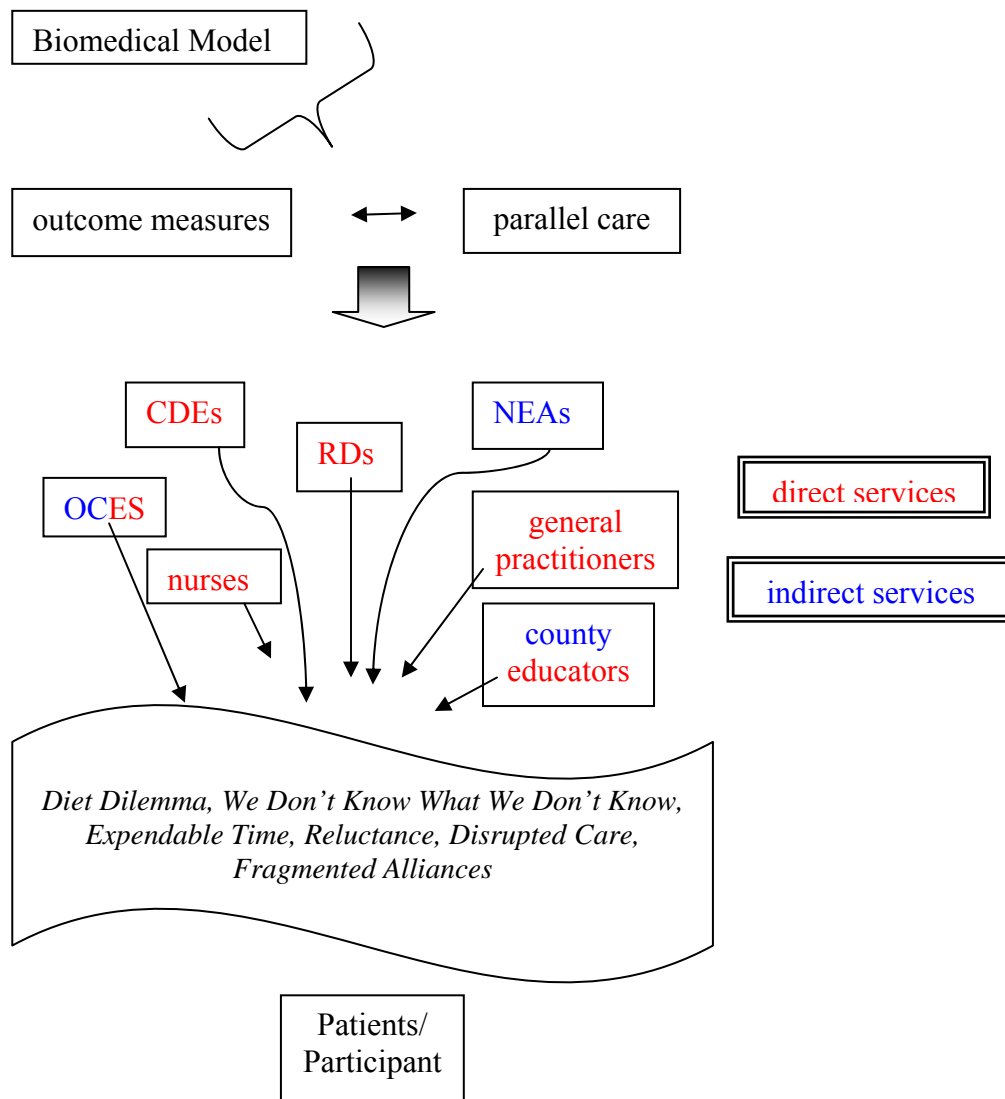 Biomedical Model
outcome measures
parallel care
CDEs
NEAs
RDs
direct services
OCES
general
practitioners
nurses
indirect services
county
educators
Diet Dilemma, We Don’t Know What We Don’t Know,
Expendable Time, Reluctance, Disrupted Care,
Fragmented Alliances
Patients/
Participant